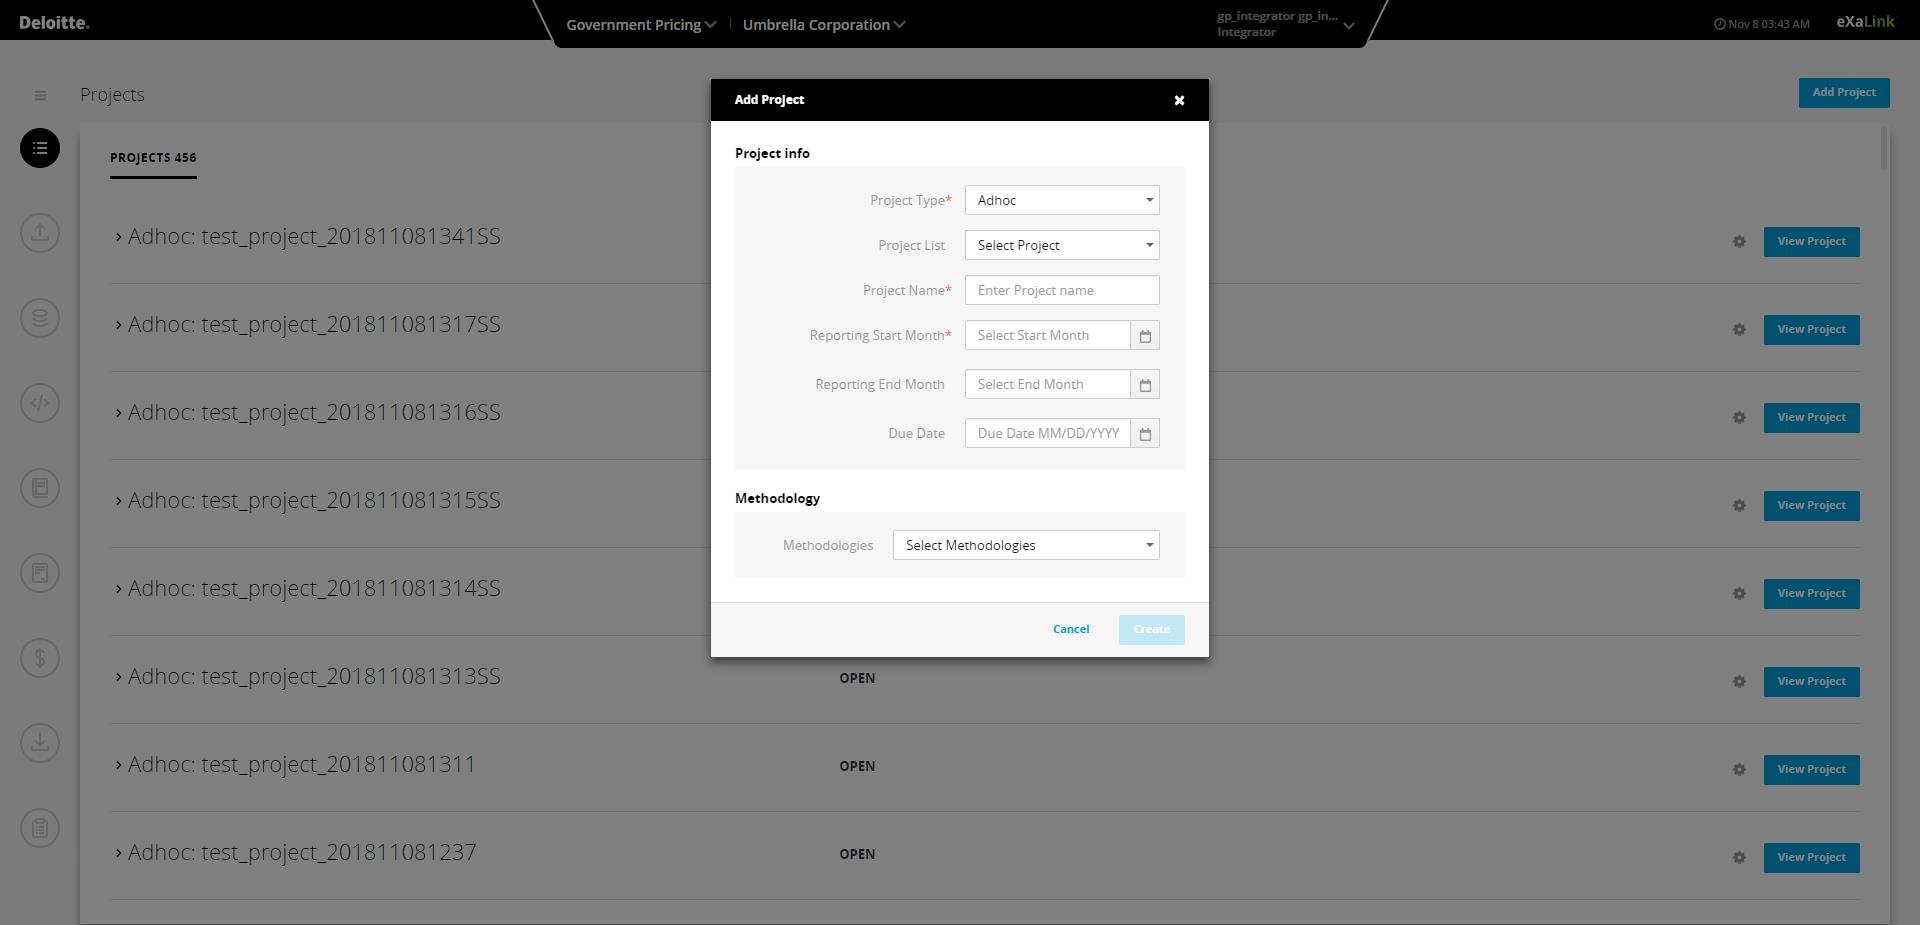 Deloitte.
Government Pricing | Umbrella Corporation
gp_integrator gp_in...
Integrator
Nov 8 03:43 AM
eXaLink
Projects
Add Project
PROJECTS 456
Adhoc: test_project_201811081341SS
View Project
Adhoc: test_project_201811081317SS
View Project
Adhoc: test_project_201811081316SS
View Project
Adhoc: test_project_201811081315SS
View Project
Adhoc: test_project_201811081314SS
View Project
Adhoc: test_project_201811081313SS
OPEN
View Project
Adhoc: test_project_201811081311
OPEN
View Project
Adhoc: test_project_201811081237
OPEN
View Project
Add Project
Project info
Project Type* Adhoc
Project List Select Project
Project Name* Enter Project name
Reporting Start Month* Select Start Month
Reporting End Month Select End Month
Due Date Due Date MM/DD/YYYY
Methodology
Methodologies Select Methodologies
Cancel Create